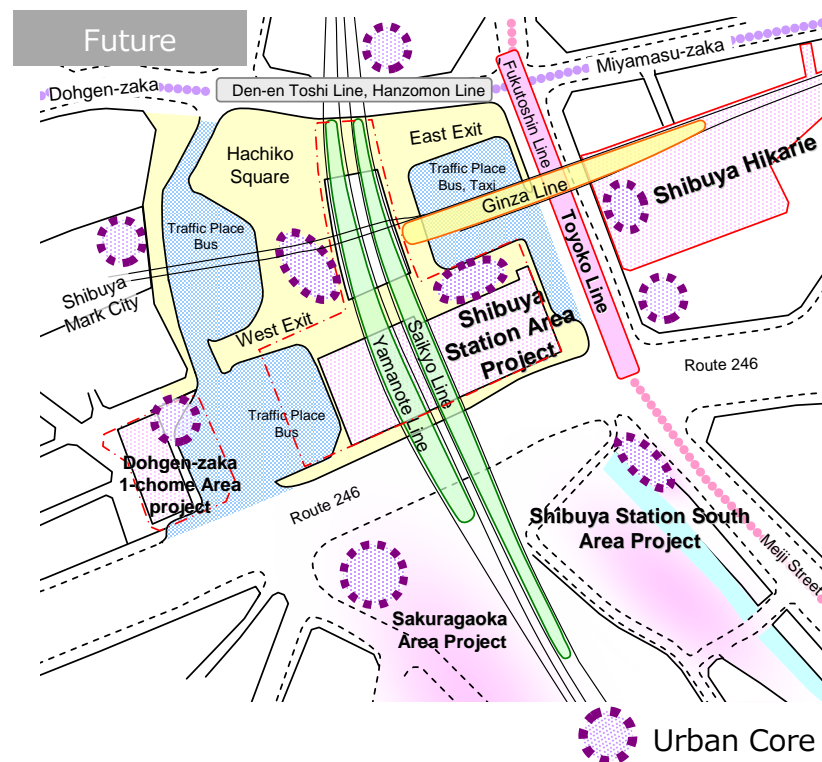 Future
Dohgen-zaka
Den-en Toshi Line, Hanzomon Line
Miyamasu-zaka
Fukutoshin Line
Toyoko Line
Hachiko
Square
East Exit
Traffic Place
Bus, Taxi
Ginza Line
Shibuya Hikarie
Traffic Place
Bus
Shibuya
Mark City
West Exit
Shibuya
Station Area
Project
Saikyo Line
Yamanote Line
Route 246
Traffic Place
Bus
Dohgen-zaka
1-chome Area
project
Route 246
Shibuya Station South
Area Project
Meiji Street
Sakuragaoka
Area Project
Urban Core